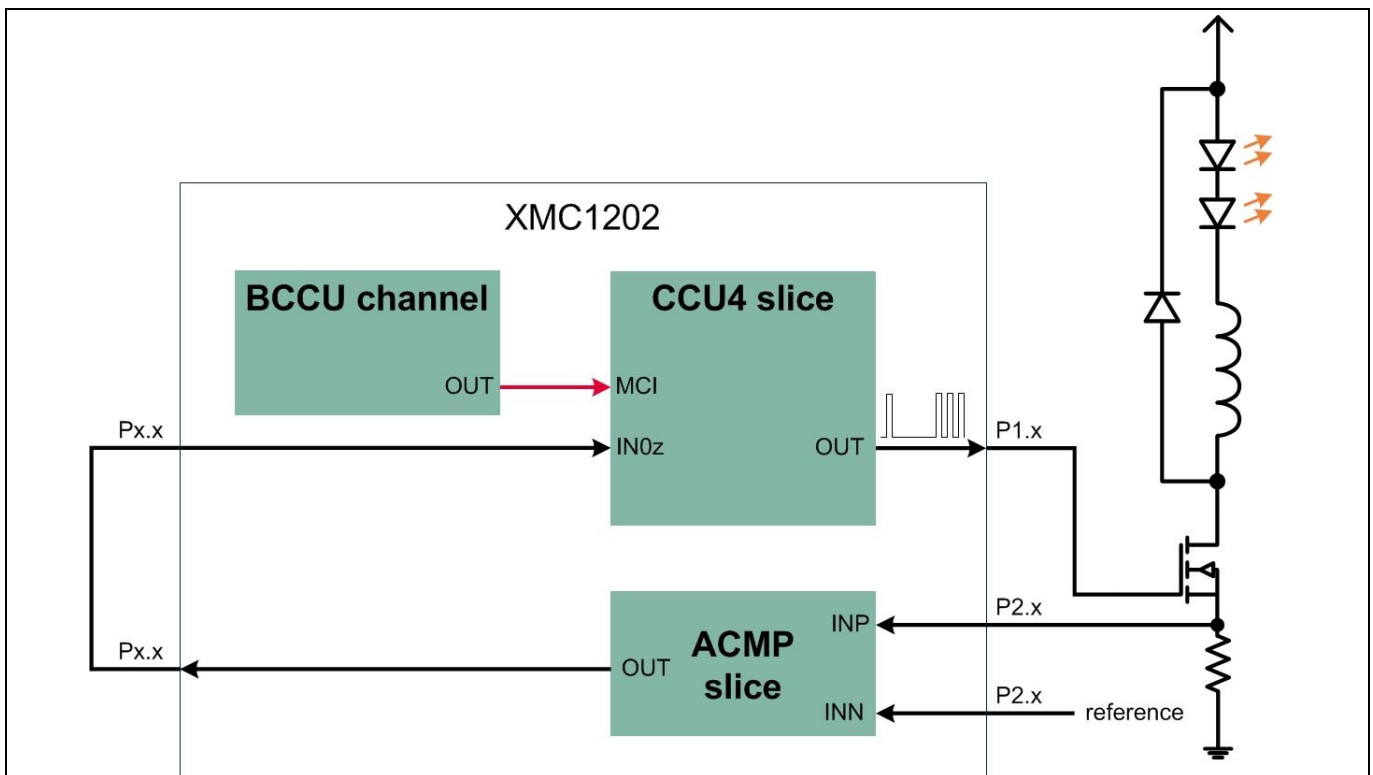 XMC1202
BCCU channel
OUT
CCU4 slice
MCI
IN0z
OUT
Px.x
P1.x
Px.x
ACMP
slice
INP
OUT
INN
P2.x
P2.x
reference